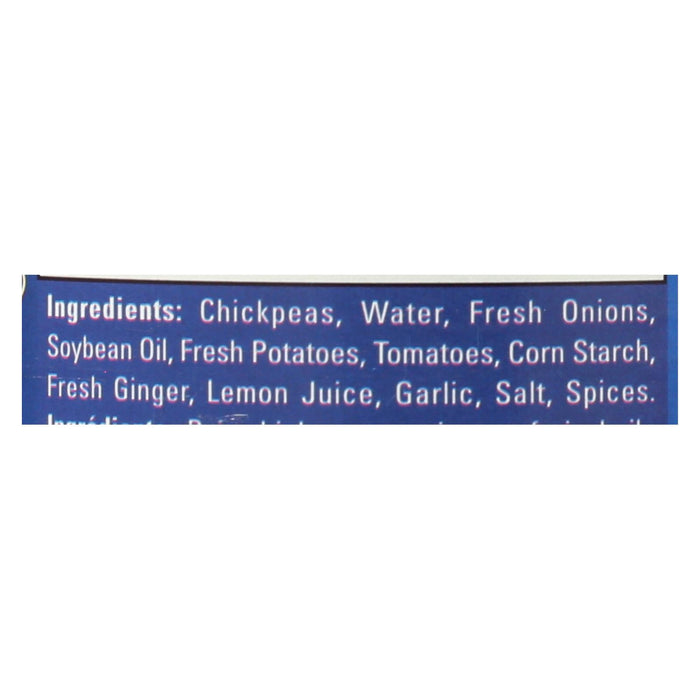 Ingredients: Chickpeas, Water, Fresh Onions,
Soybean Oil, Fresh Potatoes, Tomatoes, Corn Starch,
Fresh Ginger, Lemon Juice, Garlic, Salt, Spices.